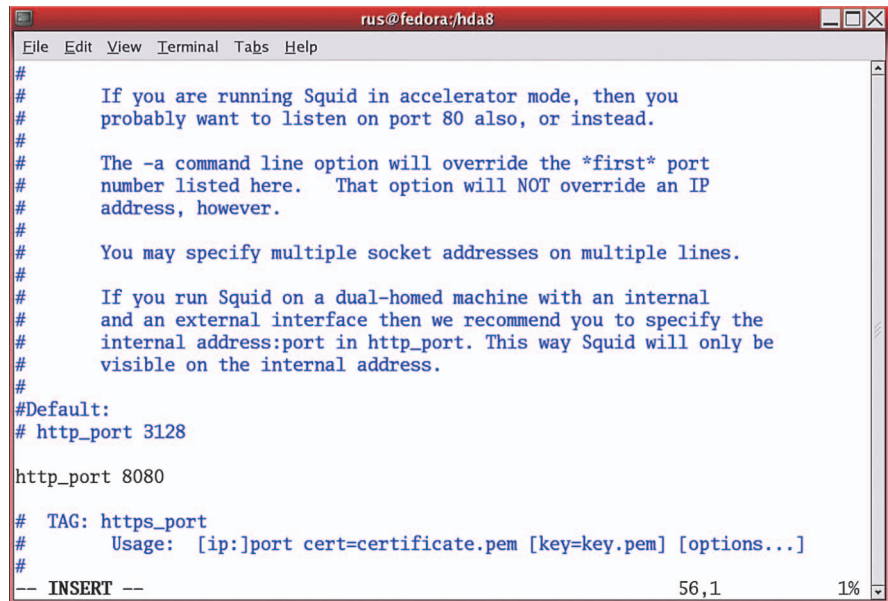 rus@fedora:/hda8
File Edit View Terminal Tabs Help
#
# If you are running Squid in accelerator mode, then you
# probably want to listen on port 80 also, or instead.
#
# The -a command line option will override the *first* port
# number listed here. That option will NOT override an IP
# address, however.
#
# You may specify multiple socket addresses on multiple lines.
#
# If you run Squid on a dual-homed machine with an internal
# and an external interface then we recommend you to specify the
# internal address:port in http_port. This way Squid will only be
# visible on the internal address.
#
#Default:
# http_port 3128
http_port 8080
# TAG: https_port
# Usage: [ip:]port cert=certificate.pem [key=key.pem] [options...]
#
-- INSERT -- 56,1 1%